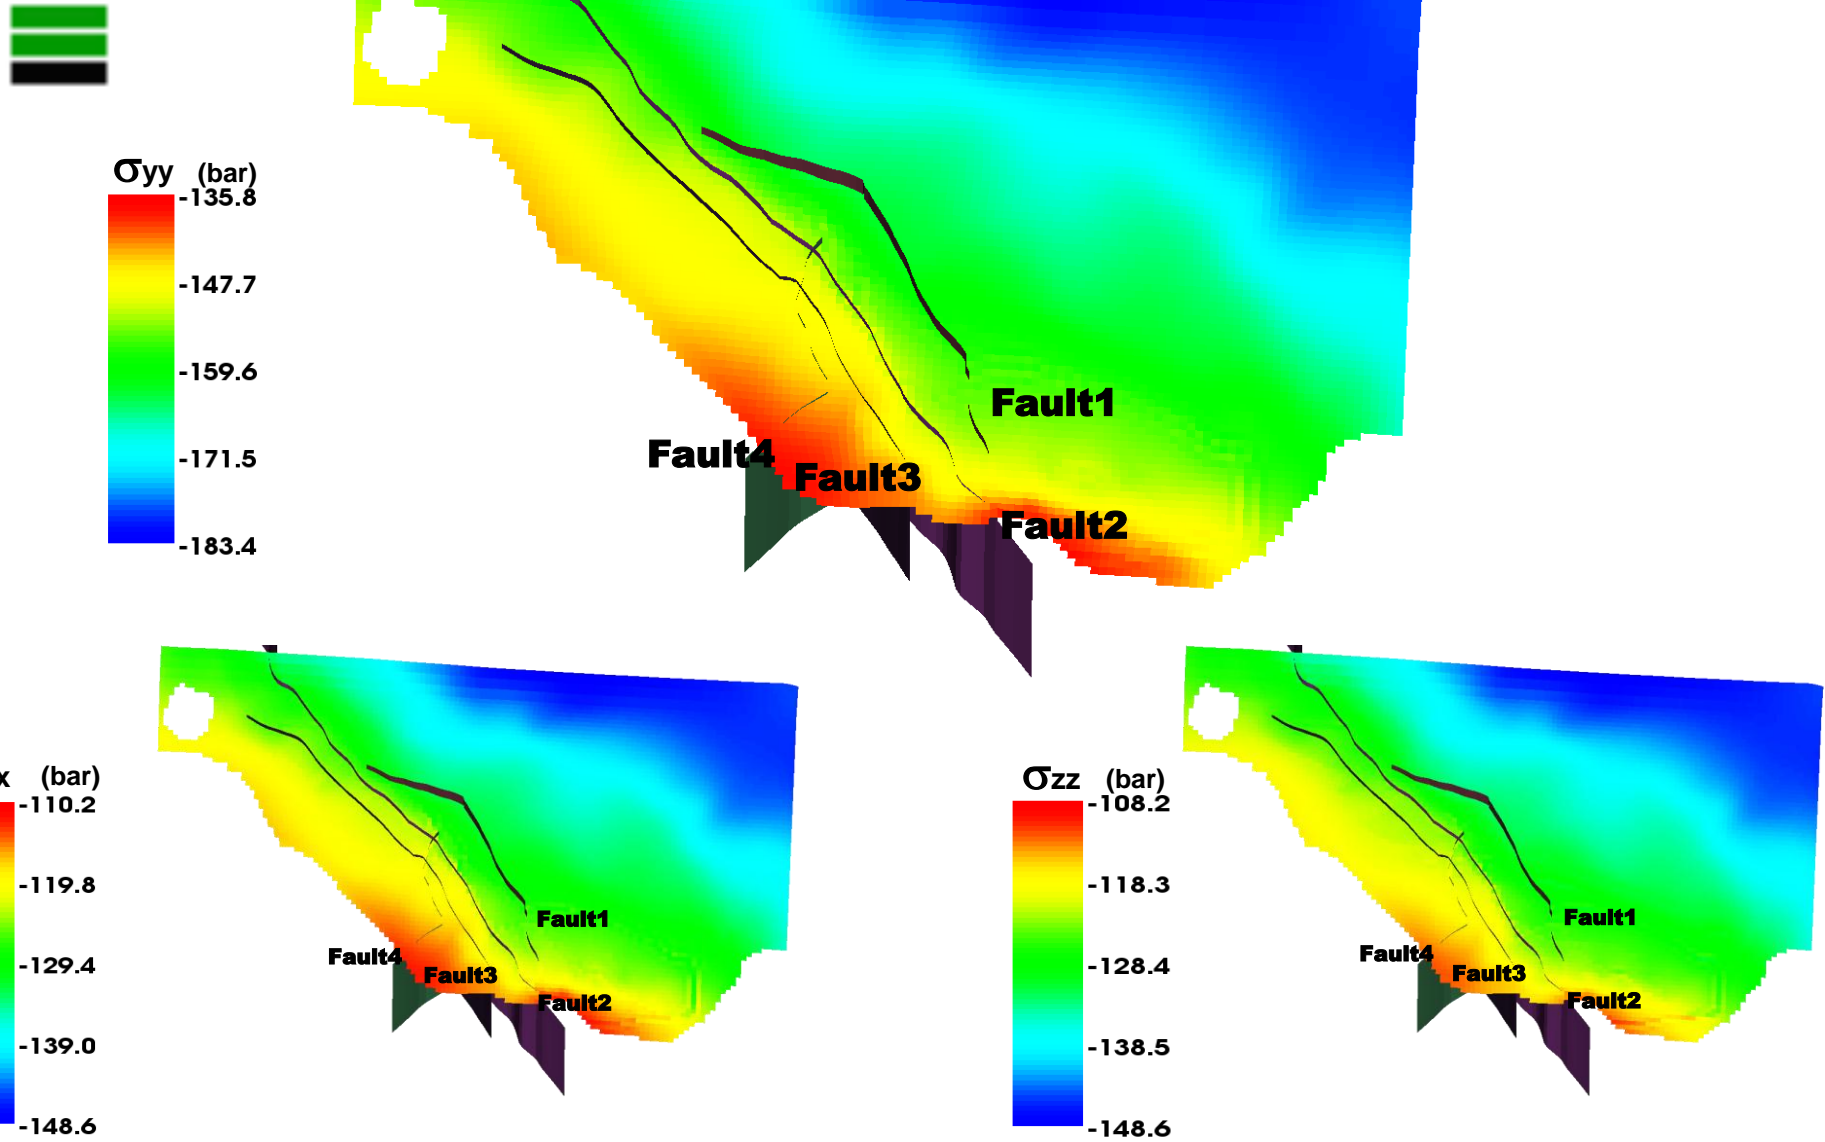 σyy (bar)
-135.8
-147.7
-159.6
-171.5
-183.4
Fault1
Fault4
Fault3
Fault2
x (bar)
-110.2
-119.8
-129.4
-139.0
-148.6
Fault1
Fault4
Fault3
Fault2
σzz (bar)
-108.2
-118.3
-128.4
-138.5
-148.6
Fault1
Fault4
Fault3
Fault2